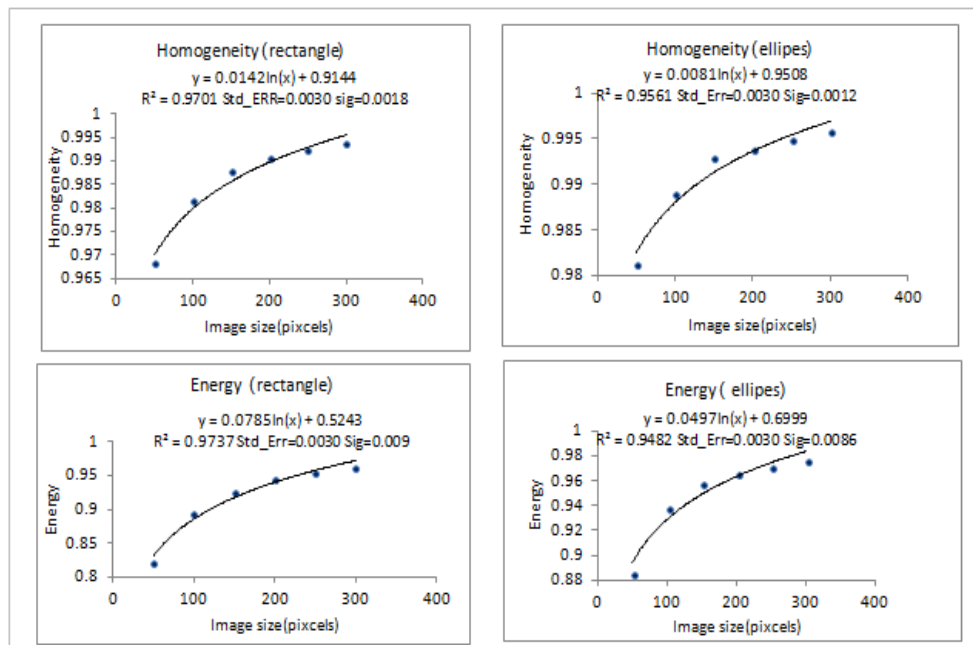 Homogeneity (rectangle)
y = 0.0142ln(x) + 0.9144
R² = 0.9701 Std_ERR=0.0030 sig=0.0018
1
0.995
0.99
0.985
0.98
0.975
0.97
0.965
Homogeneity
0 100 200 300 400
Image size(pixcels)
Homogeneity (ellipes)
y = 0.0081ln(x) + 0.9508
R² = 0.9561 Std_Err=0.0030 Sig=0.0012
1
0.995
0.99
0.985
0.98
Homogeneity
0 100 200 300 400
Image size(pixcels)
Energy ( rectangle)
y = 0.0785ln(x) + 0.5243
R² = 0.9737 Std_Err=0.0030 Sig=0.009
1
0.95
0.9
0.85
0.8
Energy
0 100 200 300 400
Image size(pixcels)
Energy ( ellipes)
y = 0.0497ln(x) + 0.6999
R² = 0.9482 Std_Err=0.0030 Sig=0.0086
1
0.98
0.96
0.94
0.92
0.9
0.88
Energy
0 100 200 300 400
Image size(pixcels)